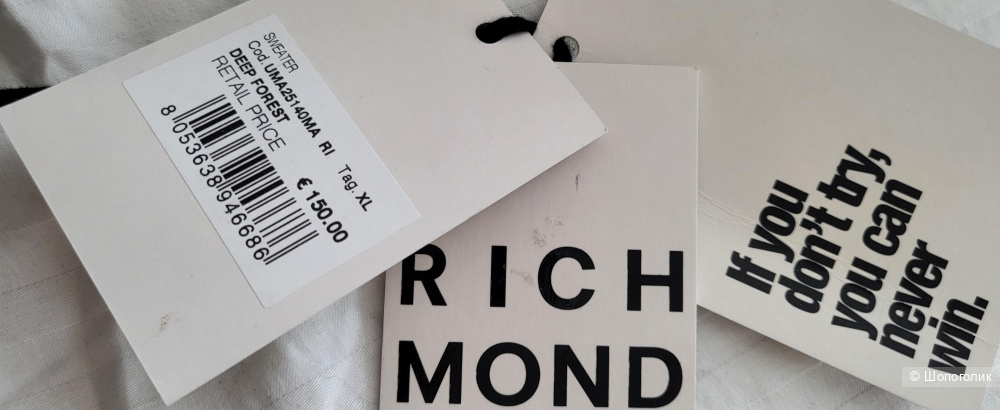 SWEATER
Cod. UMA25140MA RI Tag. XL
DEEP FOREST
RETAIL PRICE € 150.00
8 053638 946686
RICH
MOND
If you
don't try,
you can
never
win.
© Шопоголик